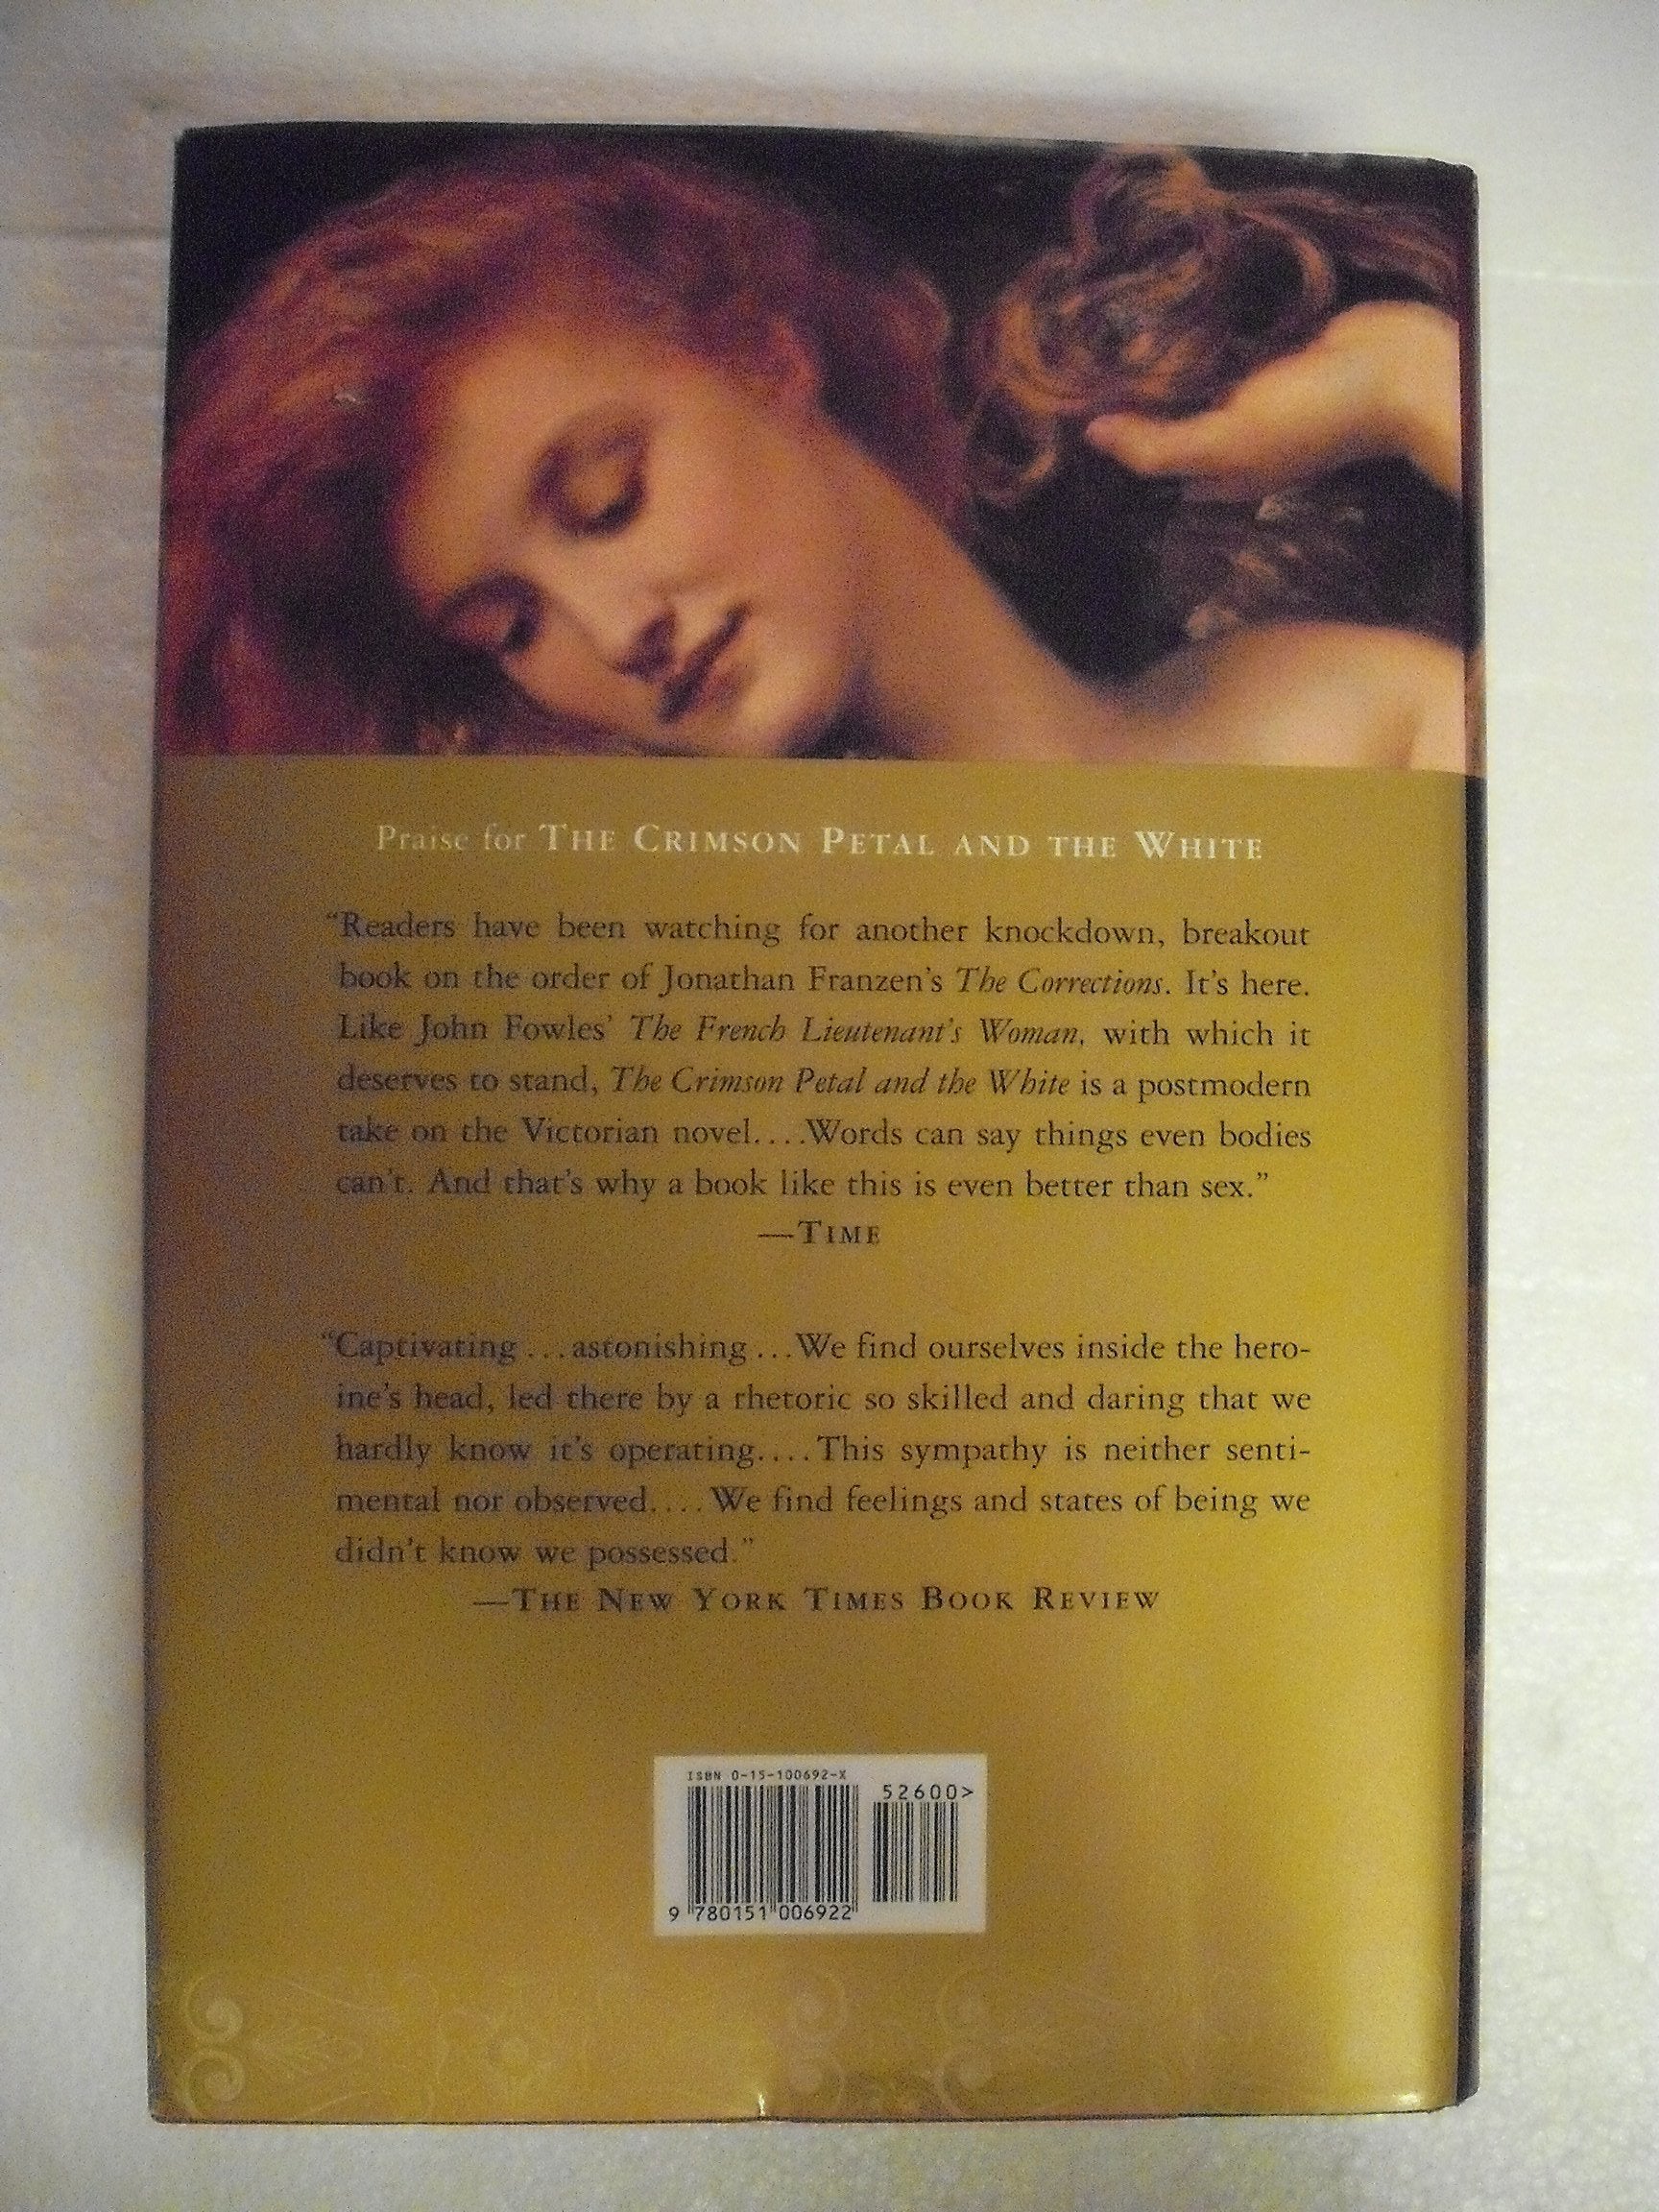 Praise for THE CRIMSON PETAL AND THE WHITE
“Readers have been watching for another knockdown, breakout
book on the order of Jonathan Franzen’s The Corrections. It’s here.
Like John Fowles’ The French Lieutenant’s Woman, with which it
deserves to stand, The Crimson Petal and the White is a postmodern
take on the Victorian novel....Words can say things even bodies
can’t. And that’s why a book like this is even better than sex.”
—TIME
“Captivating...astonishing...We find ourselves inside the hero-
ine’s head, led there by a rhetoric so skilled and daring that we
hardly know it’s operating....This sympathy is neither senti-
mental nor observed....We find feelings and states of being we
didn’t know we possessed.”
—THE NEW YORK TIMES BOOK REVIEW
ISBN 0-15-100692-X
52600>
9 780151 006922